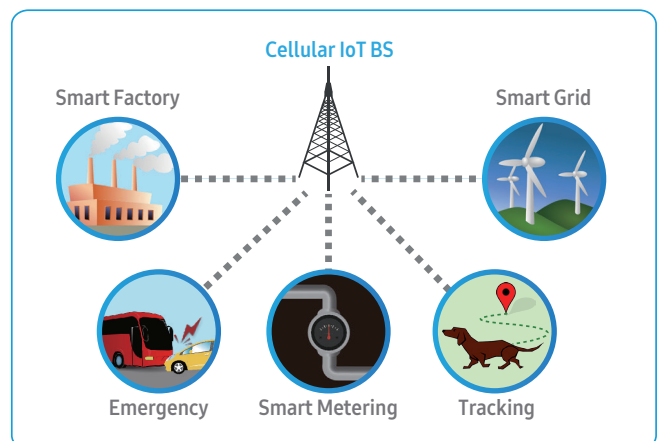 Cellular IoT BS
Smart Factory
Smart Grid
Emergency
Smart Metering
Tracking